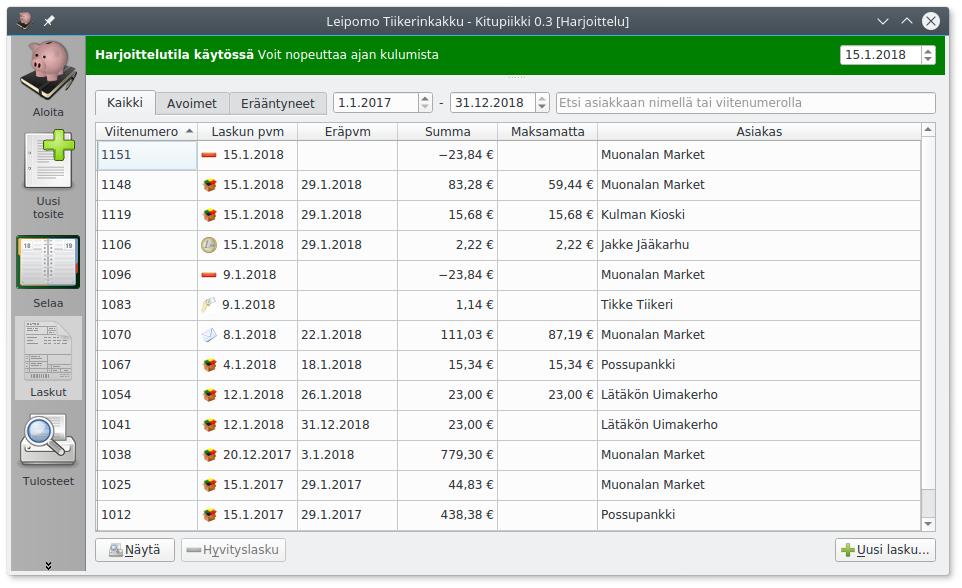 Leipomo Tiikerinkakku - Kitupiikki 0.3 [Harjoittelu]
Harjoittelutila käytössä Voit nopeuttaa ajan kulumista
15.1.2018
Aloita
Uusi
tosite
18 19
Selaa
Laskut
Tulosteet
Kaikki Avoimet Erääntyneet 1.1.2017 - 31.12.2018 Etsi asiakkaan nimellä tai viitenumerolla
Viitenumero Laskun pvm Eräpvm Summa Maksamatta Asiakas
1151 15.1.2018 −23,84 € Muonalan Market
1148 15.1.2018 29.1.2018 83,28 € 59,44 € Muonalan Market
1119 15.1.2018 29.1.2018 15,68 € 15,68 € Kulman Kioski
1106 15.1.2018 29.1.2018 2,22 € 2,22 € Jakke Jääkarhu
1096 9.1.2018 −23,84 € Muonalan Market
1083 9.1.2018 1,14 € Tikke Tiikeri
1070 8.1.2018 22.1.2018 111,03 € 87,19 € Muonalan Market
1067 4.1.2018 18.1.2018 15,34 € 15,34 € Possupankki
1054 12.1.2018 26.1.2018 23,00 € 23,00 € Lätäkön Uimakerho
1041 12.1.2018 31.12.2018 23,00 € Lätäkön Uimakerho
1038 20.12.2017 3.1.2018 779,30 € Muonalan Market
1025 15.1.2017 29.1.2017 44,83 € Muonalan Market
1012 15.1.2017 29.1.2017 438,38 € Possupankki
Näytä Hyvityslasku Uusi lasku...